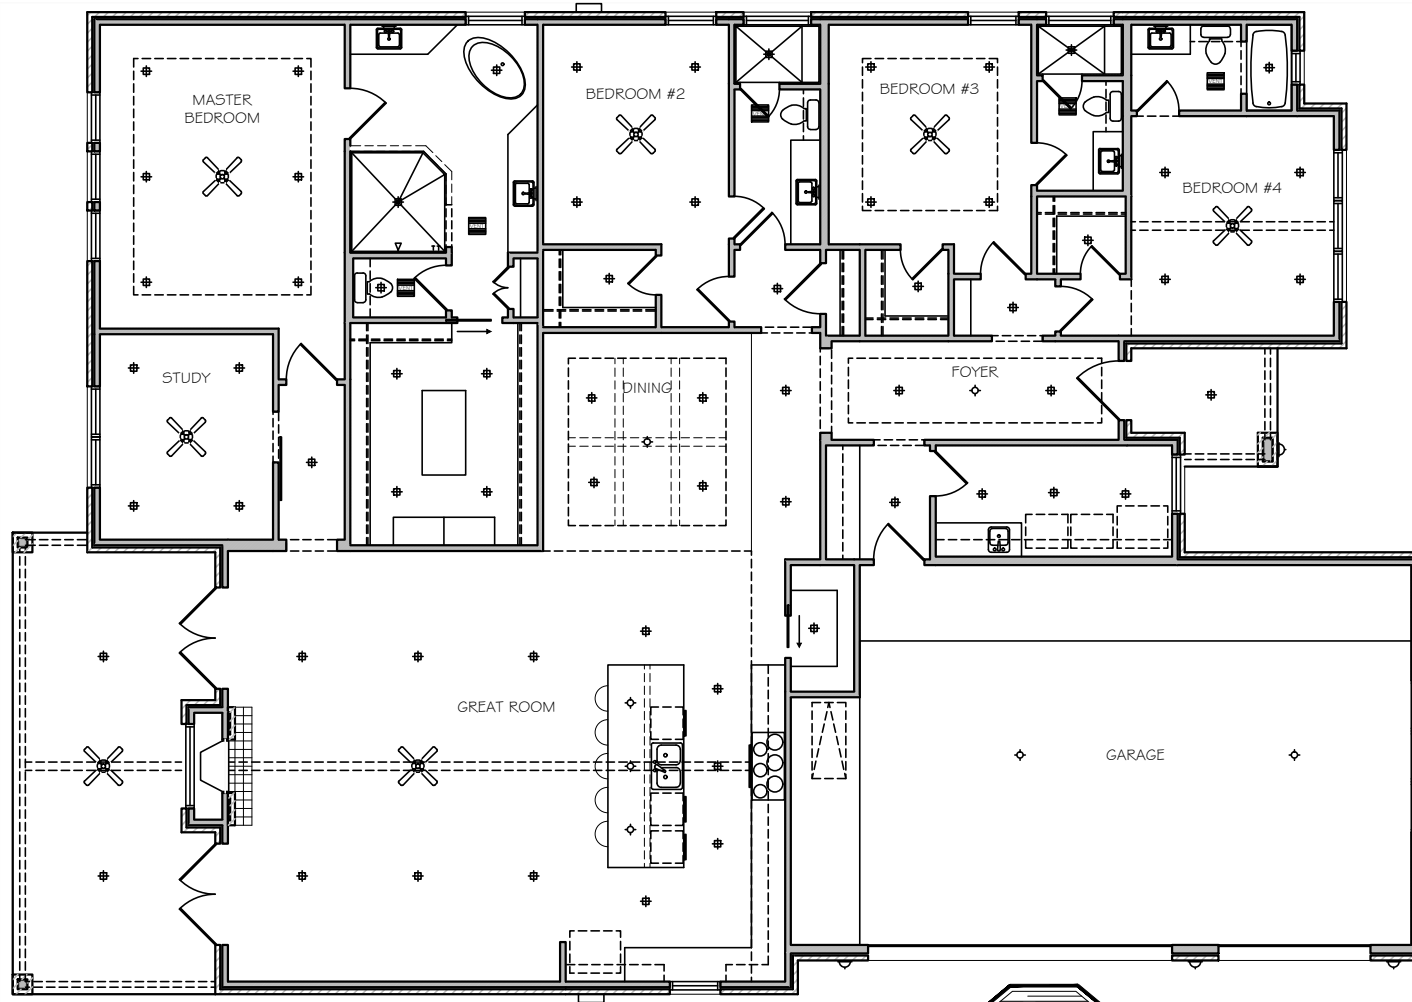 MASTER
BEDROOM
BEDROOM #2
BEDROOM #3
BEDROOM #4
STUDY
DINING
FOYER
GREAT ROOM
GARAGE